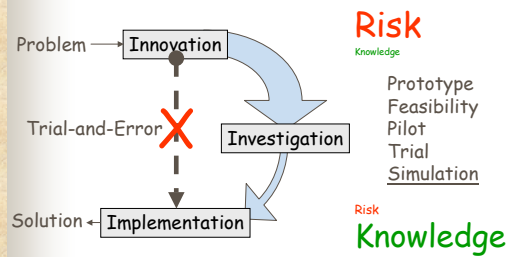 Risk
Knowledge
Problem
Innovation
Prototype
Feasibility
Pilot
Trial
Simulation
Trial-and-Error
Investigation
Solution
Implementation
Risk
Knowledge